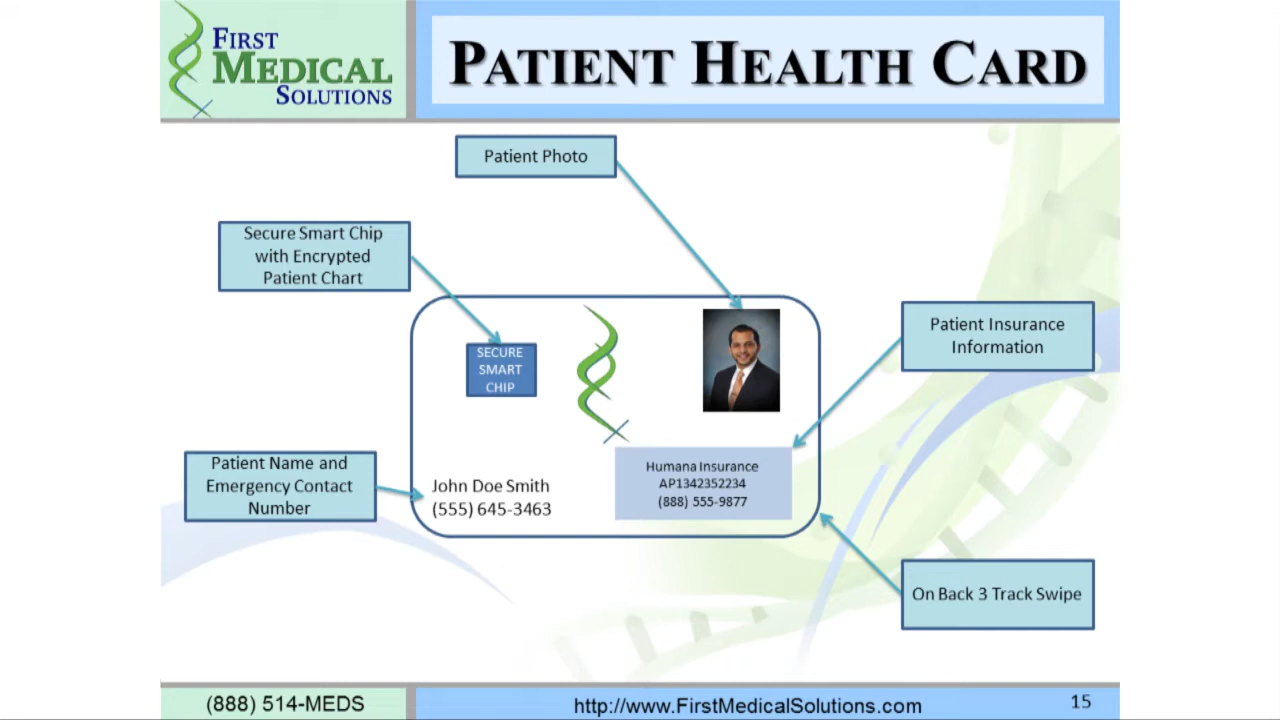 FIRST
MEDICAL
SOLUTIONS
PATIENT HEALTH CARD
Patient Photo
Secure Smart Chip
with Encrypted
Patient Chart
Patient Insurance
Information
SECURE
SMART
CHIP
Patient Name and
Emergency Contact
Number
John Doe Smith
(555) 645-3463
Humana Insurance
AP1342352234
(888) 555-9877
On Back 3 Track Swipe
(888) 514-MEDS
http://www.FirstMedicalSolutions.com
15